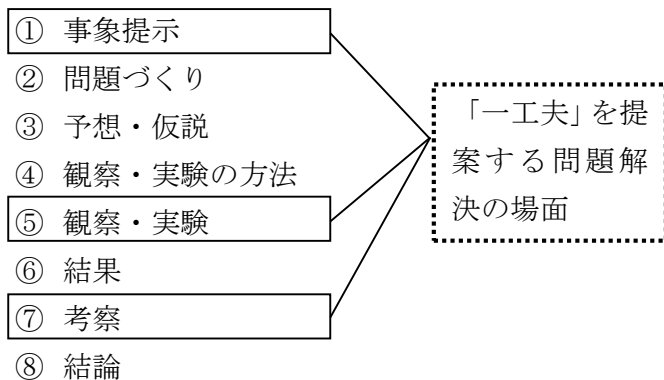 ① 事象提示
② 問題づくり
③ 予想・仮説
④ 観察・実験の方法
⑤ 観察・実験
⑥ 結果
⑦ 考察
⑧ 結論
「一工夫」を提
案する問題解
決の場面